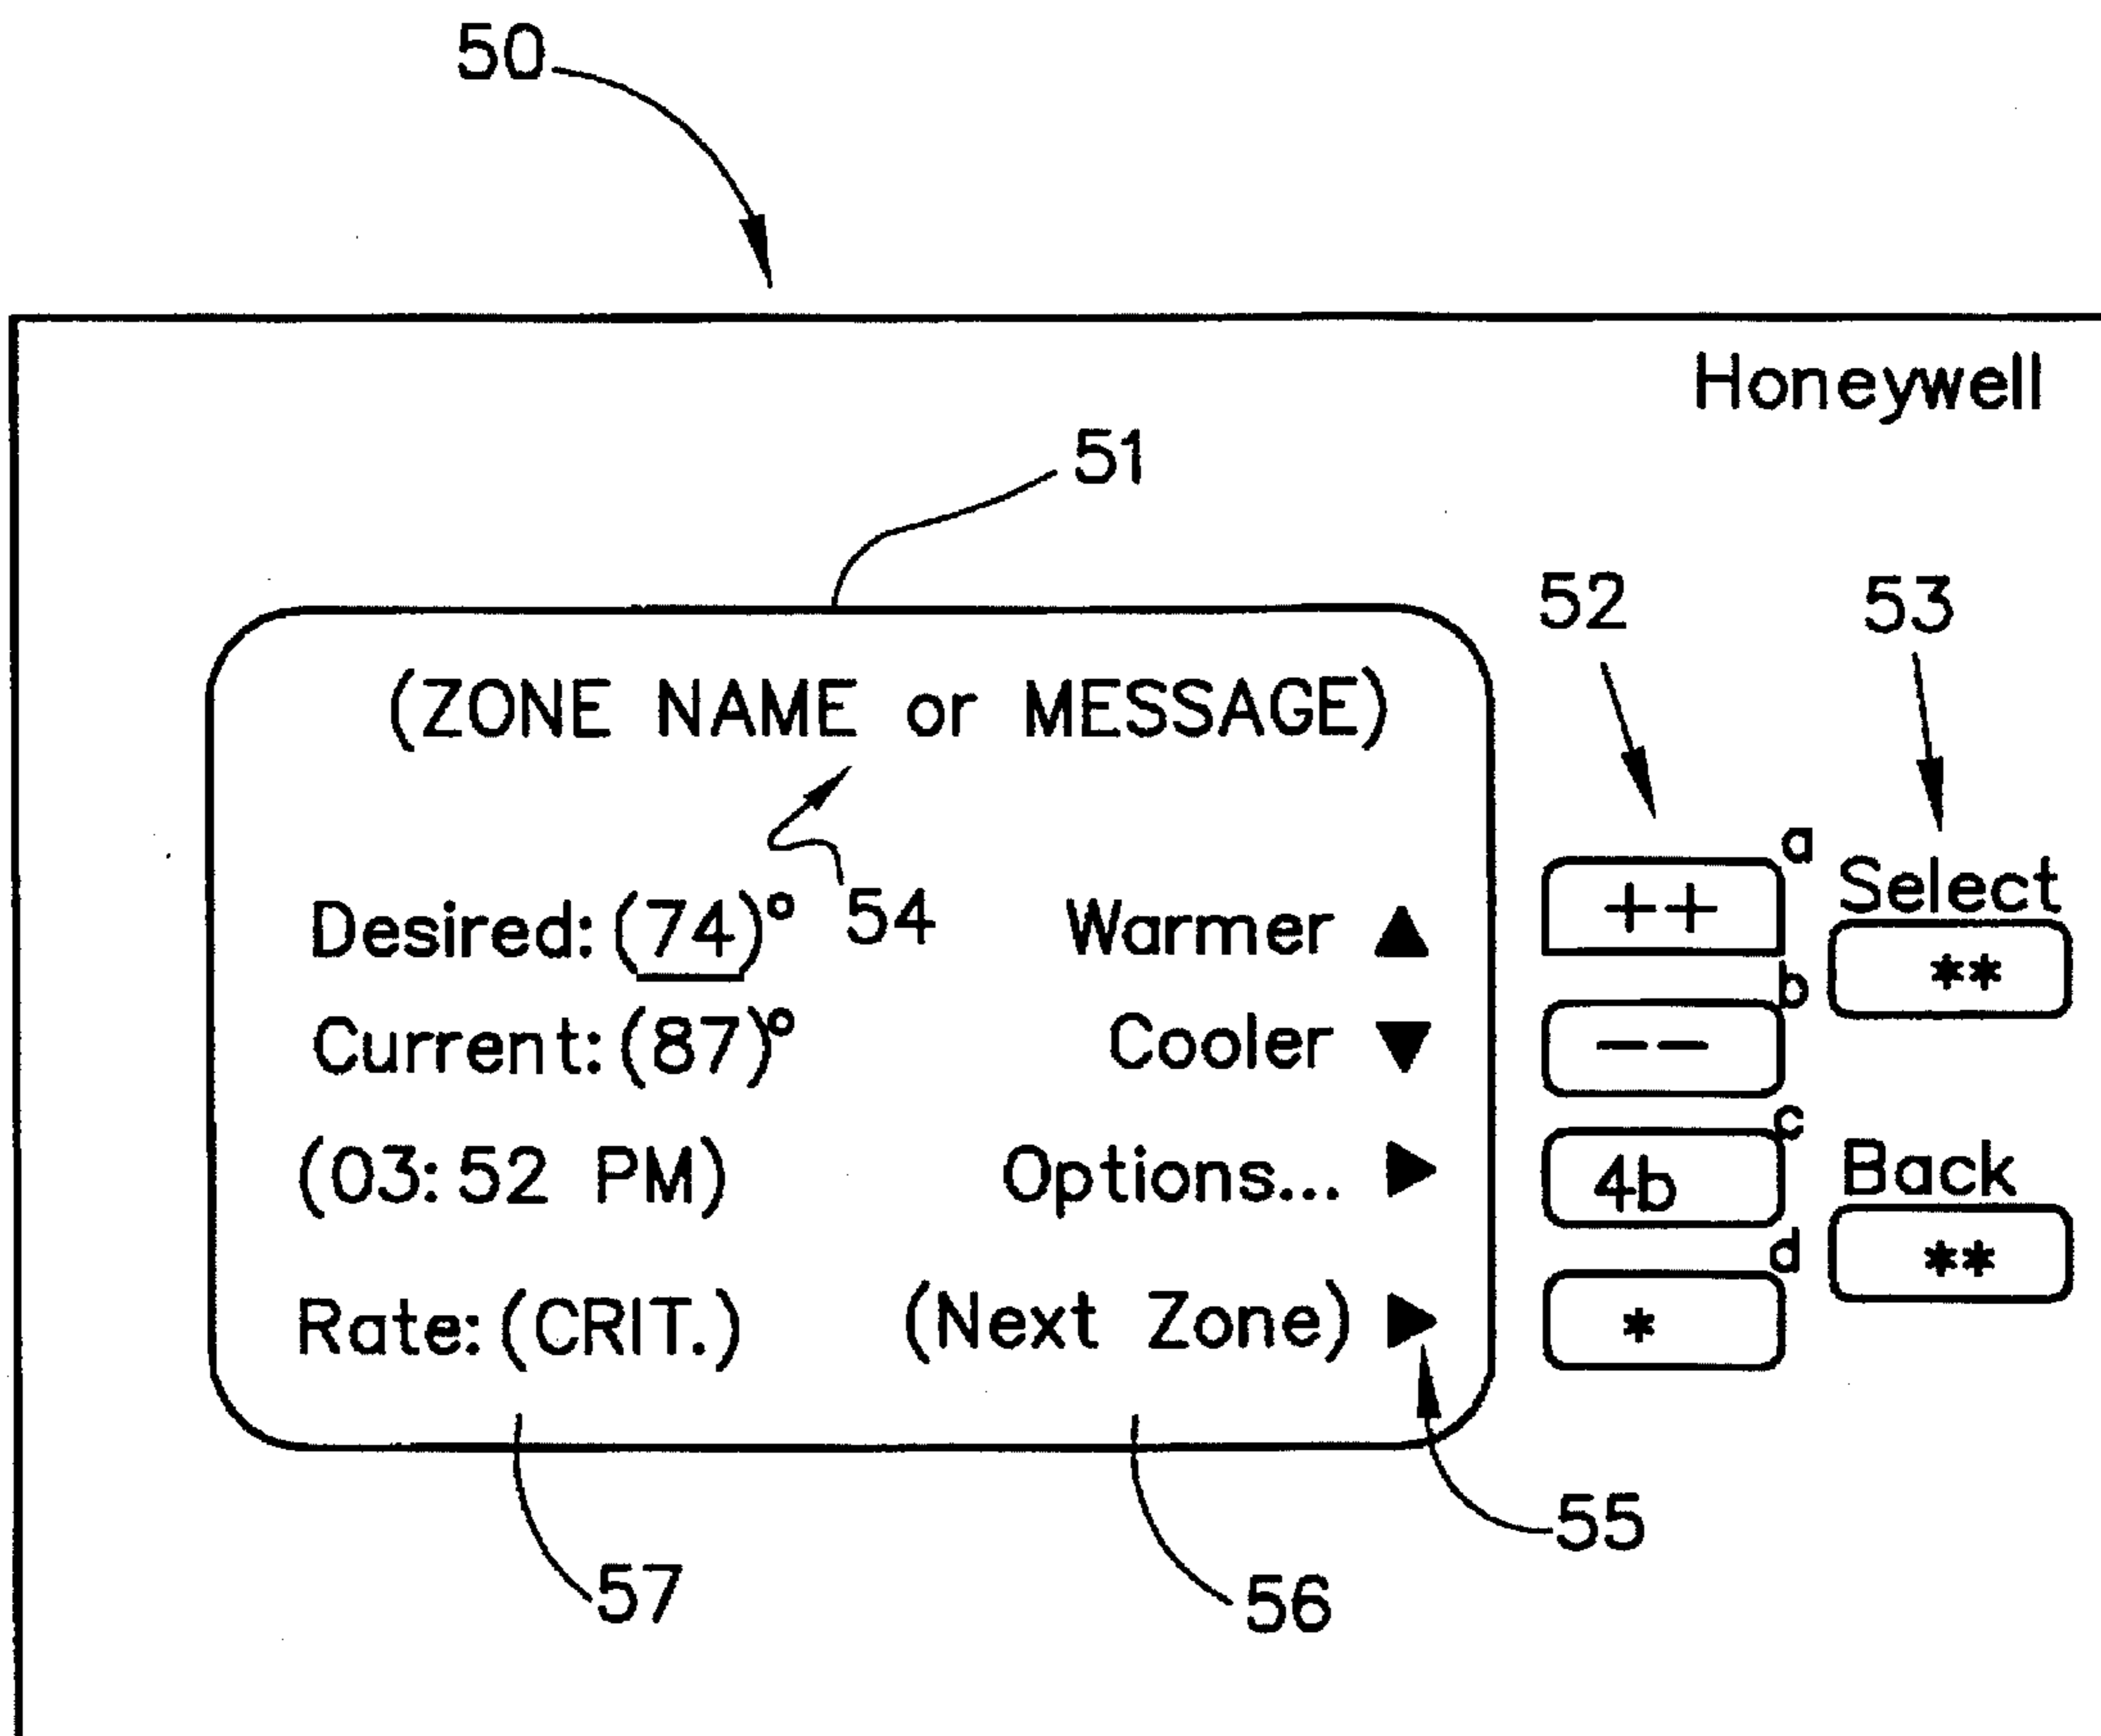 50
Honeywell
51
52
53
(ZONE NAME or MESSAGE)
54
a
Select
Desired: (74)° Warmer ▲ ++
**
b
Current: (87)° Cooler ▼ --
c
(03:52 PM) Options... ▶ 4b
Back
**
d
Rate: (CRIT.) (Next Zone) ▶ *
55
57
56